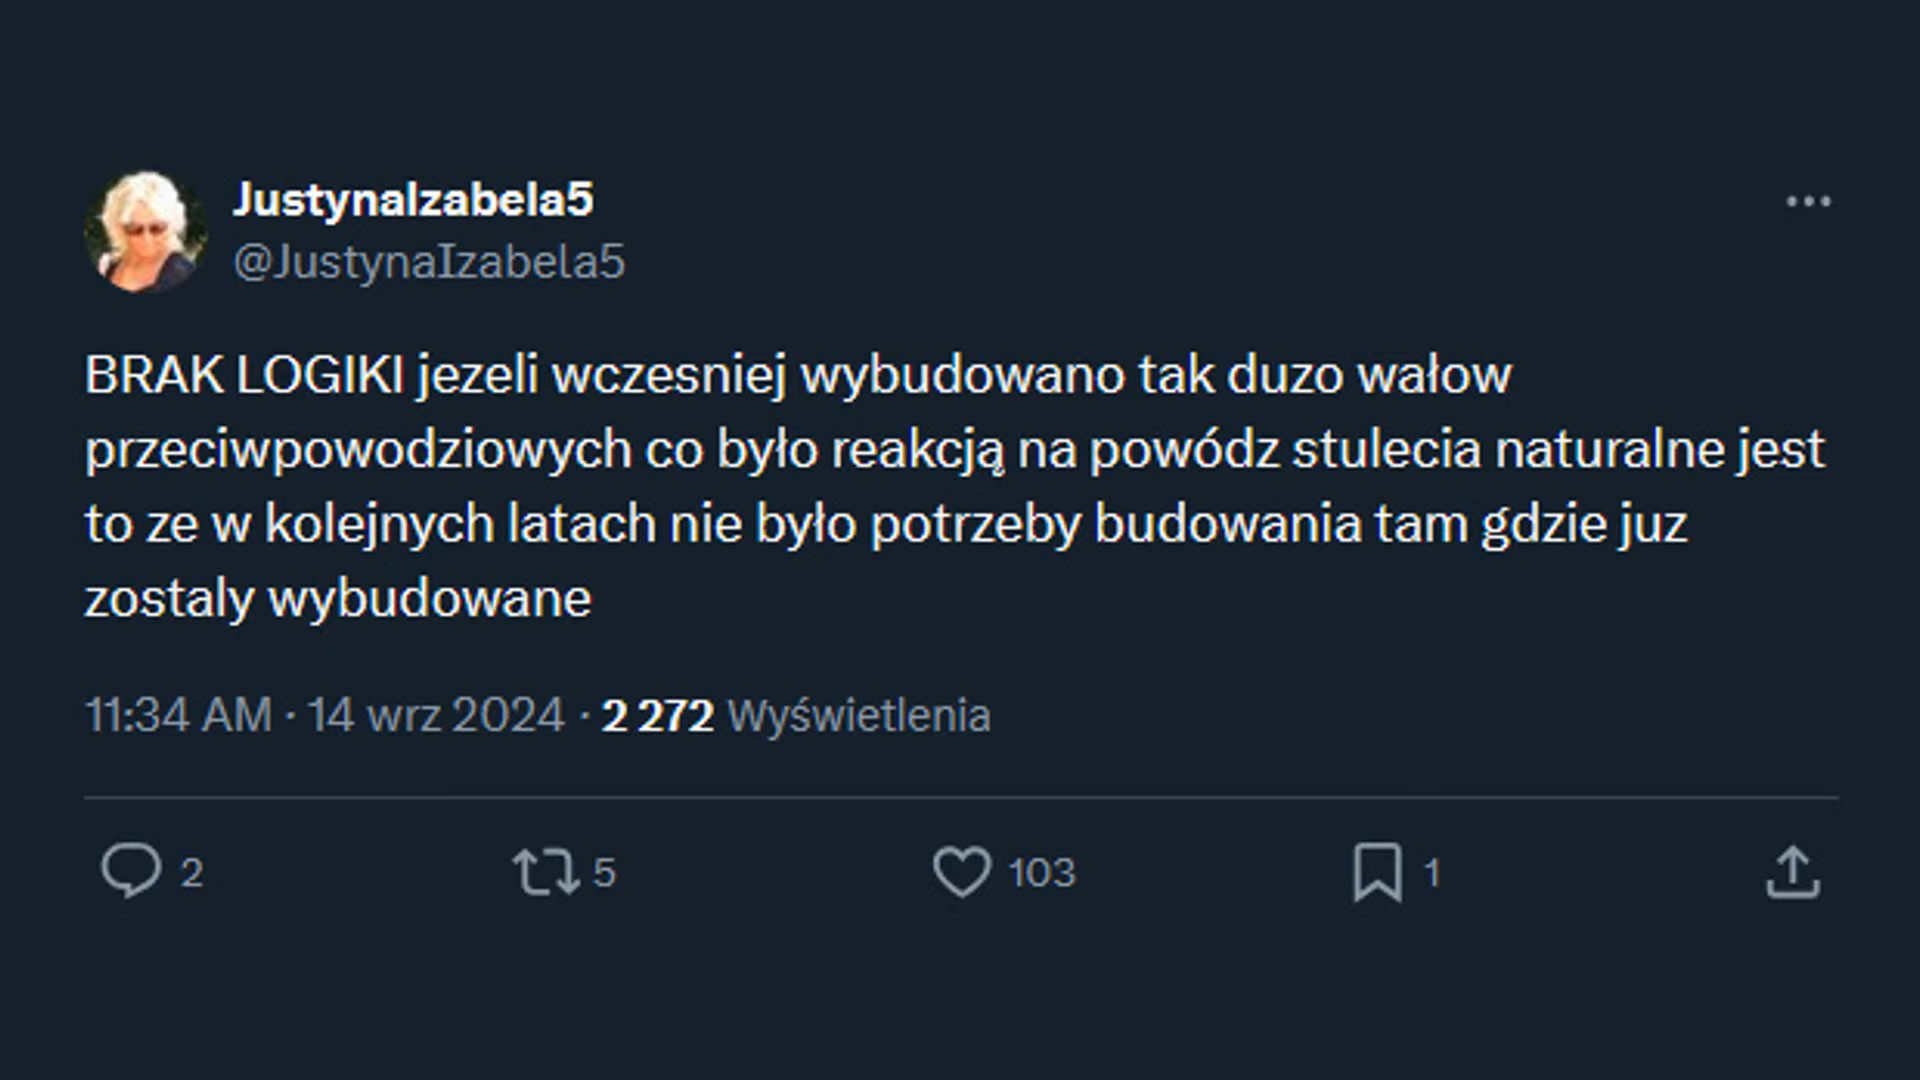 JustynaIzabela5
@JustynaIzabela5
BRAK LOGIKI jezeli wczesniej wybudowano tak duzo wałow
przeciwpowodziowych co było reakcją na powódz stulecia naturalne jest
to ze w kolejnych latach nie było potrzeby budowania tam gdzie juz
zostaly wybudowane
11:34 AM · 14 wrz 2024 · 2 272 Wyświetlenia
2 5 103 1